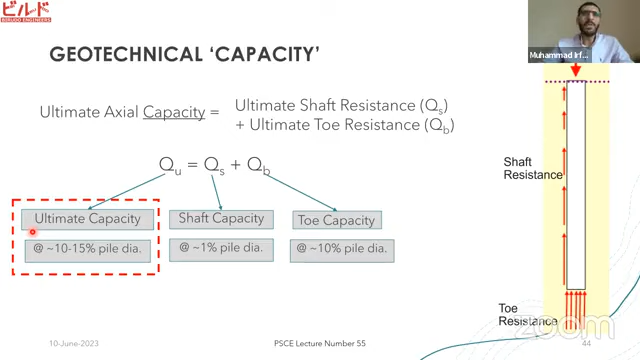 ビルド
BIRUDO ENGINEERS
GEOTECHNICAL ‘CAPACITY’
Muhammad Irf...
Ultimate Axial Capacity =
Ultimate Shaft Resistance (Qs)
+ Ultimate Toe Resistance (Qb)
Qu = Qs + Qb
Ultimate Capacity
Shaft Capacity
Toe Capacity
@ ~10-15% pile dia.
@ ~1% pile dia.
@ ~10% pile dia.
Shaft
Resistance
Toe
Resistance
zoom
10-June-2023
PSCE Lecture Number 55
44